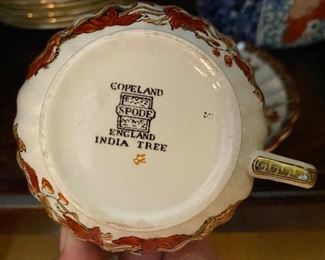 COPELAND
SPODE
ENGLAND
INDIA TREE